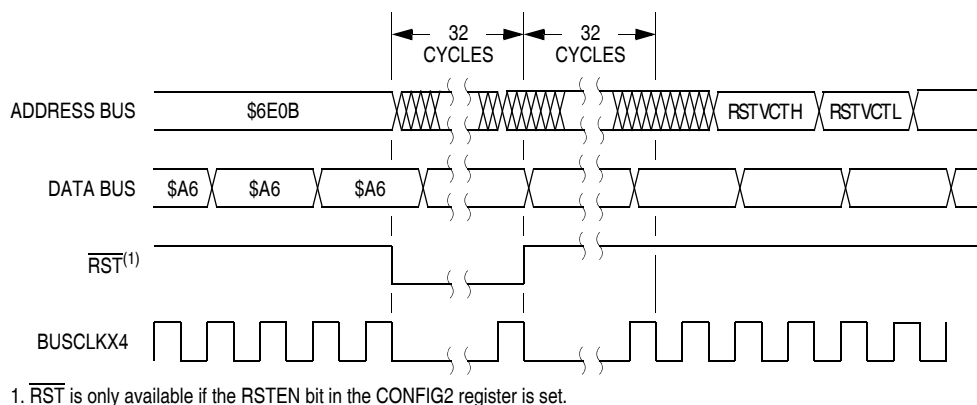 32
CYCLES
32
CYCLES
ADDRESS BUS
$6E0B
RSTVCTH
RSTVCTL
DATA BUS
$A6
$A6
$A6
RST(1)
BUSCLKX4
1. RST is only available if the RSTEN bit in the CONFIG2 register is set.